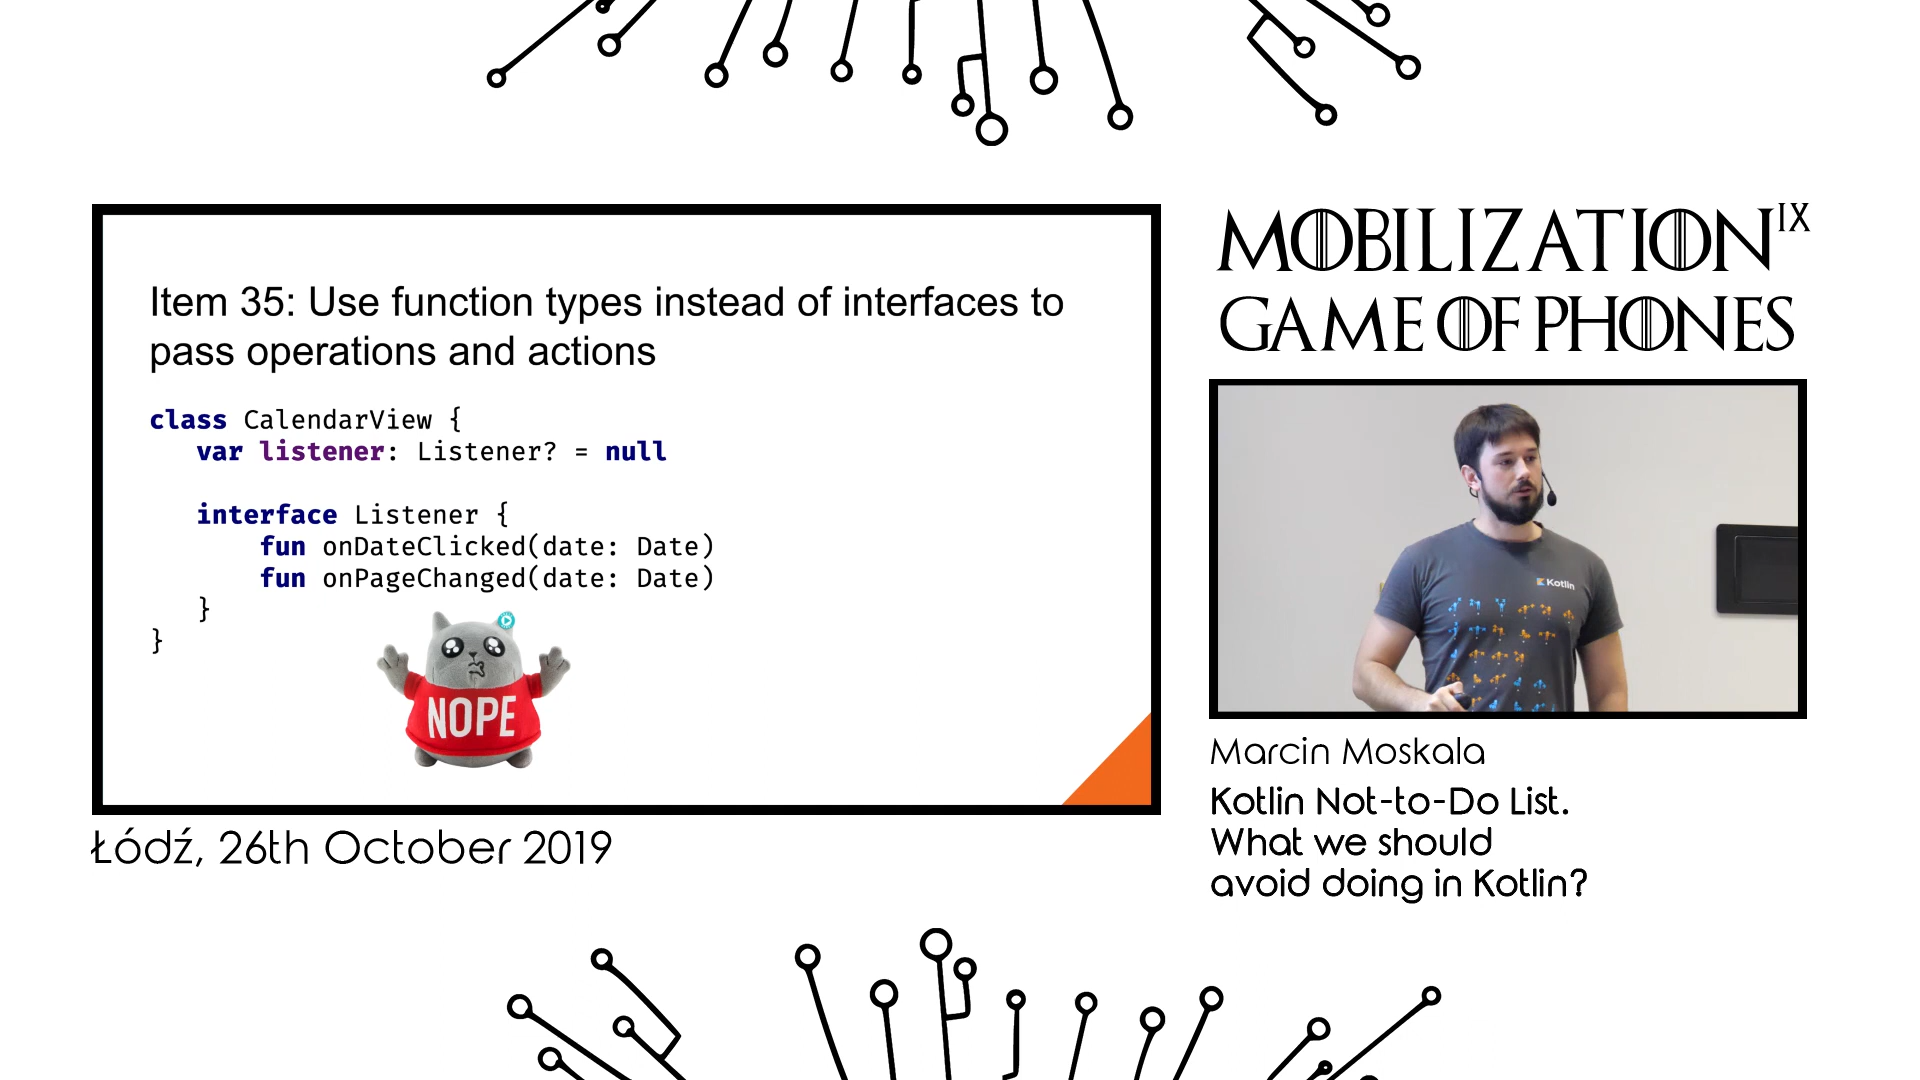 Item 35: Use function types instead of interfaces to
pass operations and actions
class CalendarView {
var listener: Listener? = null
interface Listener {
fun onDateClicked(date: Date)
fun onPageChanged(date: Date)
}
}
NOPE
Łódź, 26th October 2019
MOBILIZATION IX
GAME OF PHONES
Kotlin
Marcin Moskala
Kotlin Not-to-Do List.
What we should
avoid doing in Kotlin?